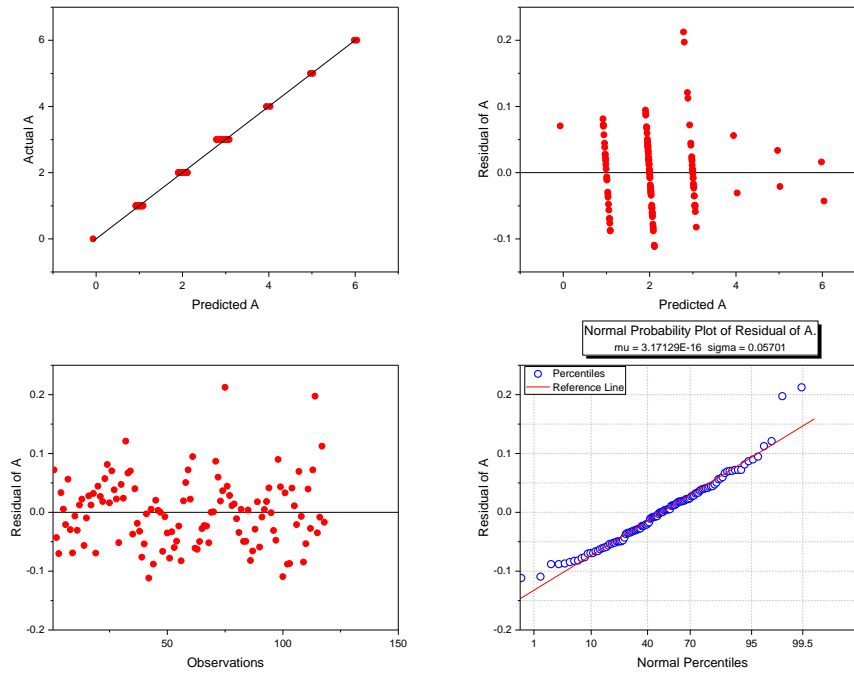 6
4
2
0
Actual A
0
2
4
6
Predicted A
0.2
0.1
0.0
-0.1
Residual of A
0
2
4
6
Predicted A
0.2
0.1
0.0
-0.1
-0.2
Residual of A
50
100
150
Observations
Normal Probability Plot of Residual of A.
mu = 3.17129E-16 sigma = 0.05701
Percentiles
Reference Line
0.2
0.1
0.0
-0.1
-0.2
Residual of A
1
10
40
70
95
99.5
Normal Percentiles